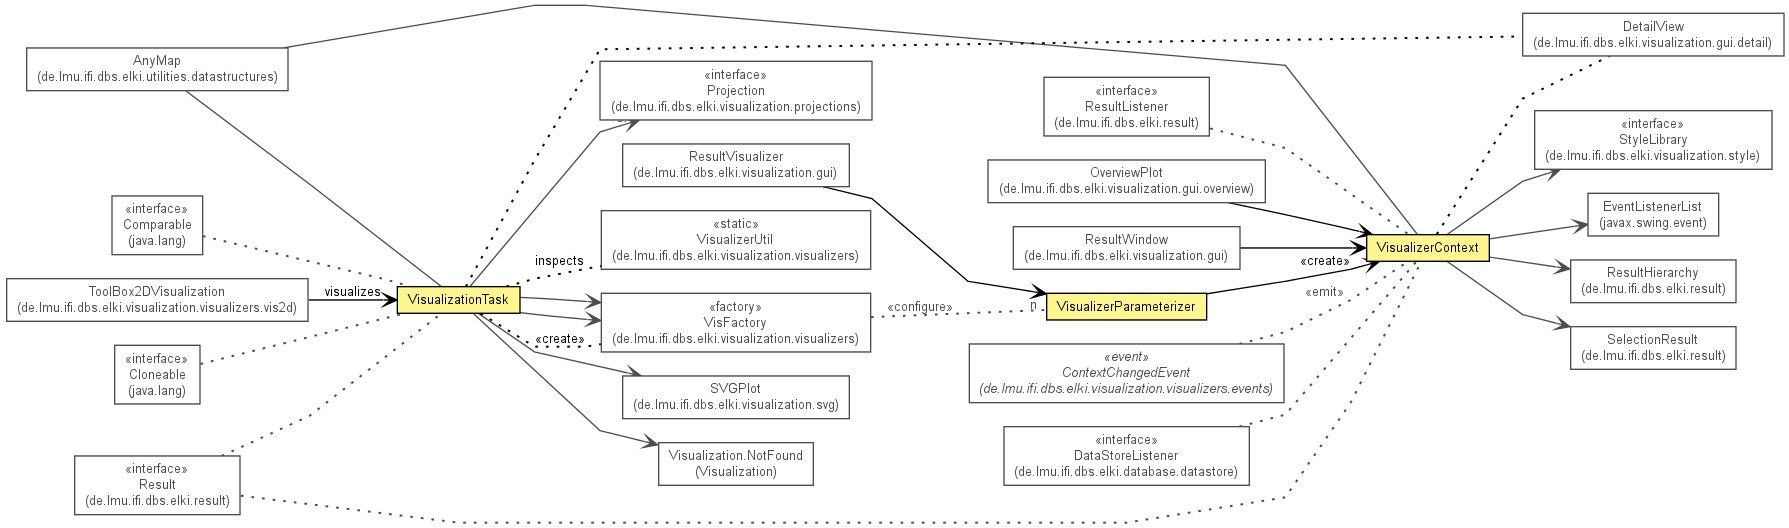 AnyMap
(de.lmu.ifi.dbs.elki.utilities.datastructures)
«interface»
Comparable
(java.lang)
ToolBox2DVisualization
(de.lmu.ifi.dbs.elki.visualization.visualizers.vis2d)
visualizes
«interface»
Cloneable
(java.lang)
«interface»
Result
(de.lmu.ifi.dbs.elki.result)
VisualizationTask
«interface»
Projection
(de.lmu.ifi.dbs.elki.visualization.projections)
ResultVisualizer
(de.lmu.ifi.dbs.elki.visualization.gui)
«static»
VisualizerUtil
(de.lmu.ifi.dbs.elki.visualization.visualizers)
inspects
«factory»
VisFactory
(de.lmu.ifi.dbs.elki.visualization.visualizers)
«create»
SVGPlot
(de.lmu.ifi.dbs.elki.visualization.svg)
Visualization.NotFound
(Visualization)
«configure»
n
«interface»
ResultListener
(de.lmu.ifi.dbs.elki.result)
OverviewPlot
(de.lmu.ifi.dbs.elki.visualization.gui.overview)
ResultWindow
(de.lmu.ifi.dbs.elki.visualization.gui)
VisualizerParameterizer
«create»
«emit»
«event»
ContextChangedEvent
(de.lmu.ifi.dbs.elki.visualization.visualizers.events)
«interface»
DataStoreListener
(de.lmu.ifi.dbs.elki.database.datastore)
VisualizerContext
DetailView
(de.lmu.ifi.dbs.elki.visualization.gui.detail)
«interface»
StyleLibrary
(de.lmu.ifi.dbs.elki.visualization.style)
EventListenerList
(javax.swing.event)
ResultHierarchy
(de.lmu.ifi.dbs.elki.result)
SelectionResult
(de.lmu.ifi.dbs.elki.result)